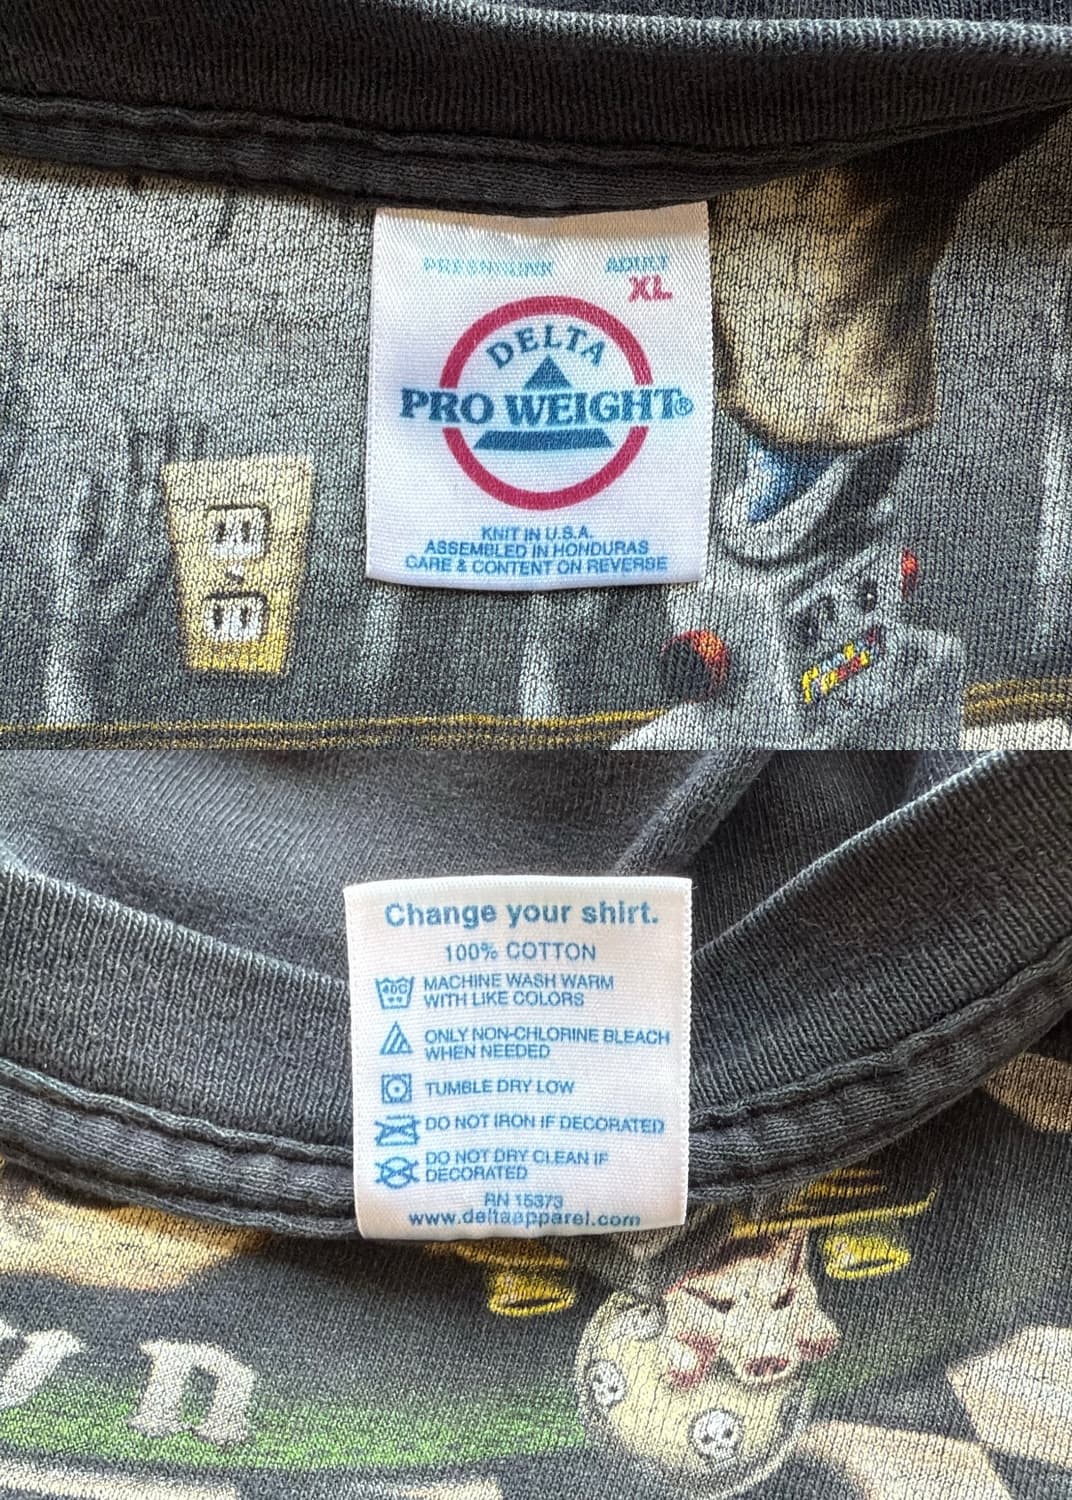 PRESHRUNK ADULT
XL
DELTA
PRO WEIGHT®
KNIT IN U.S.A.
ASSEMBLED IN HONDURAS
CARE & CONTENT ON REVERSE
Change your shirt.
100% COTTON
MACHINE WASH WARM
WITH LIKE COLORS
ONLY NON-CHLORINE BLEACH
WHEN NEEDED
TUMBLE DRY LOW
DO NOT IRON IF DECORATED
DO NOT DRY CLEAN IF
DECORATED
RN 15373
www.deltaapparel.com